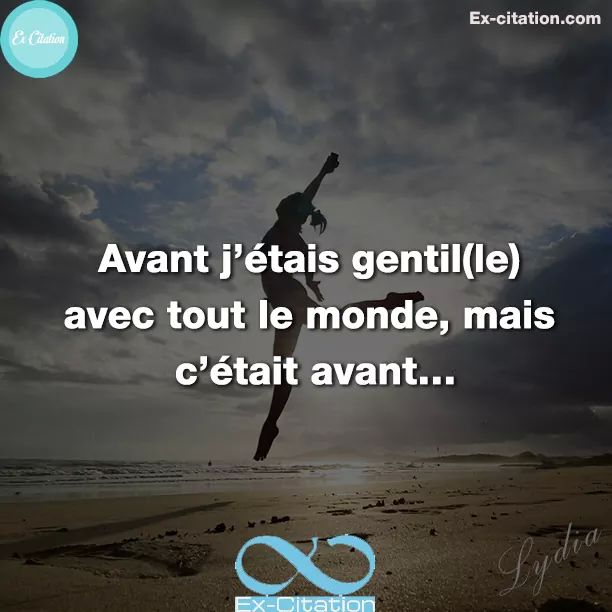 Ex Citation
Ex-citation.com
Avant j’étais gentil(le)
avec tout le monde, mais
c’était avant...
Lydia
Ex-Citation